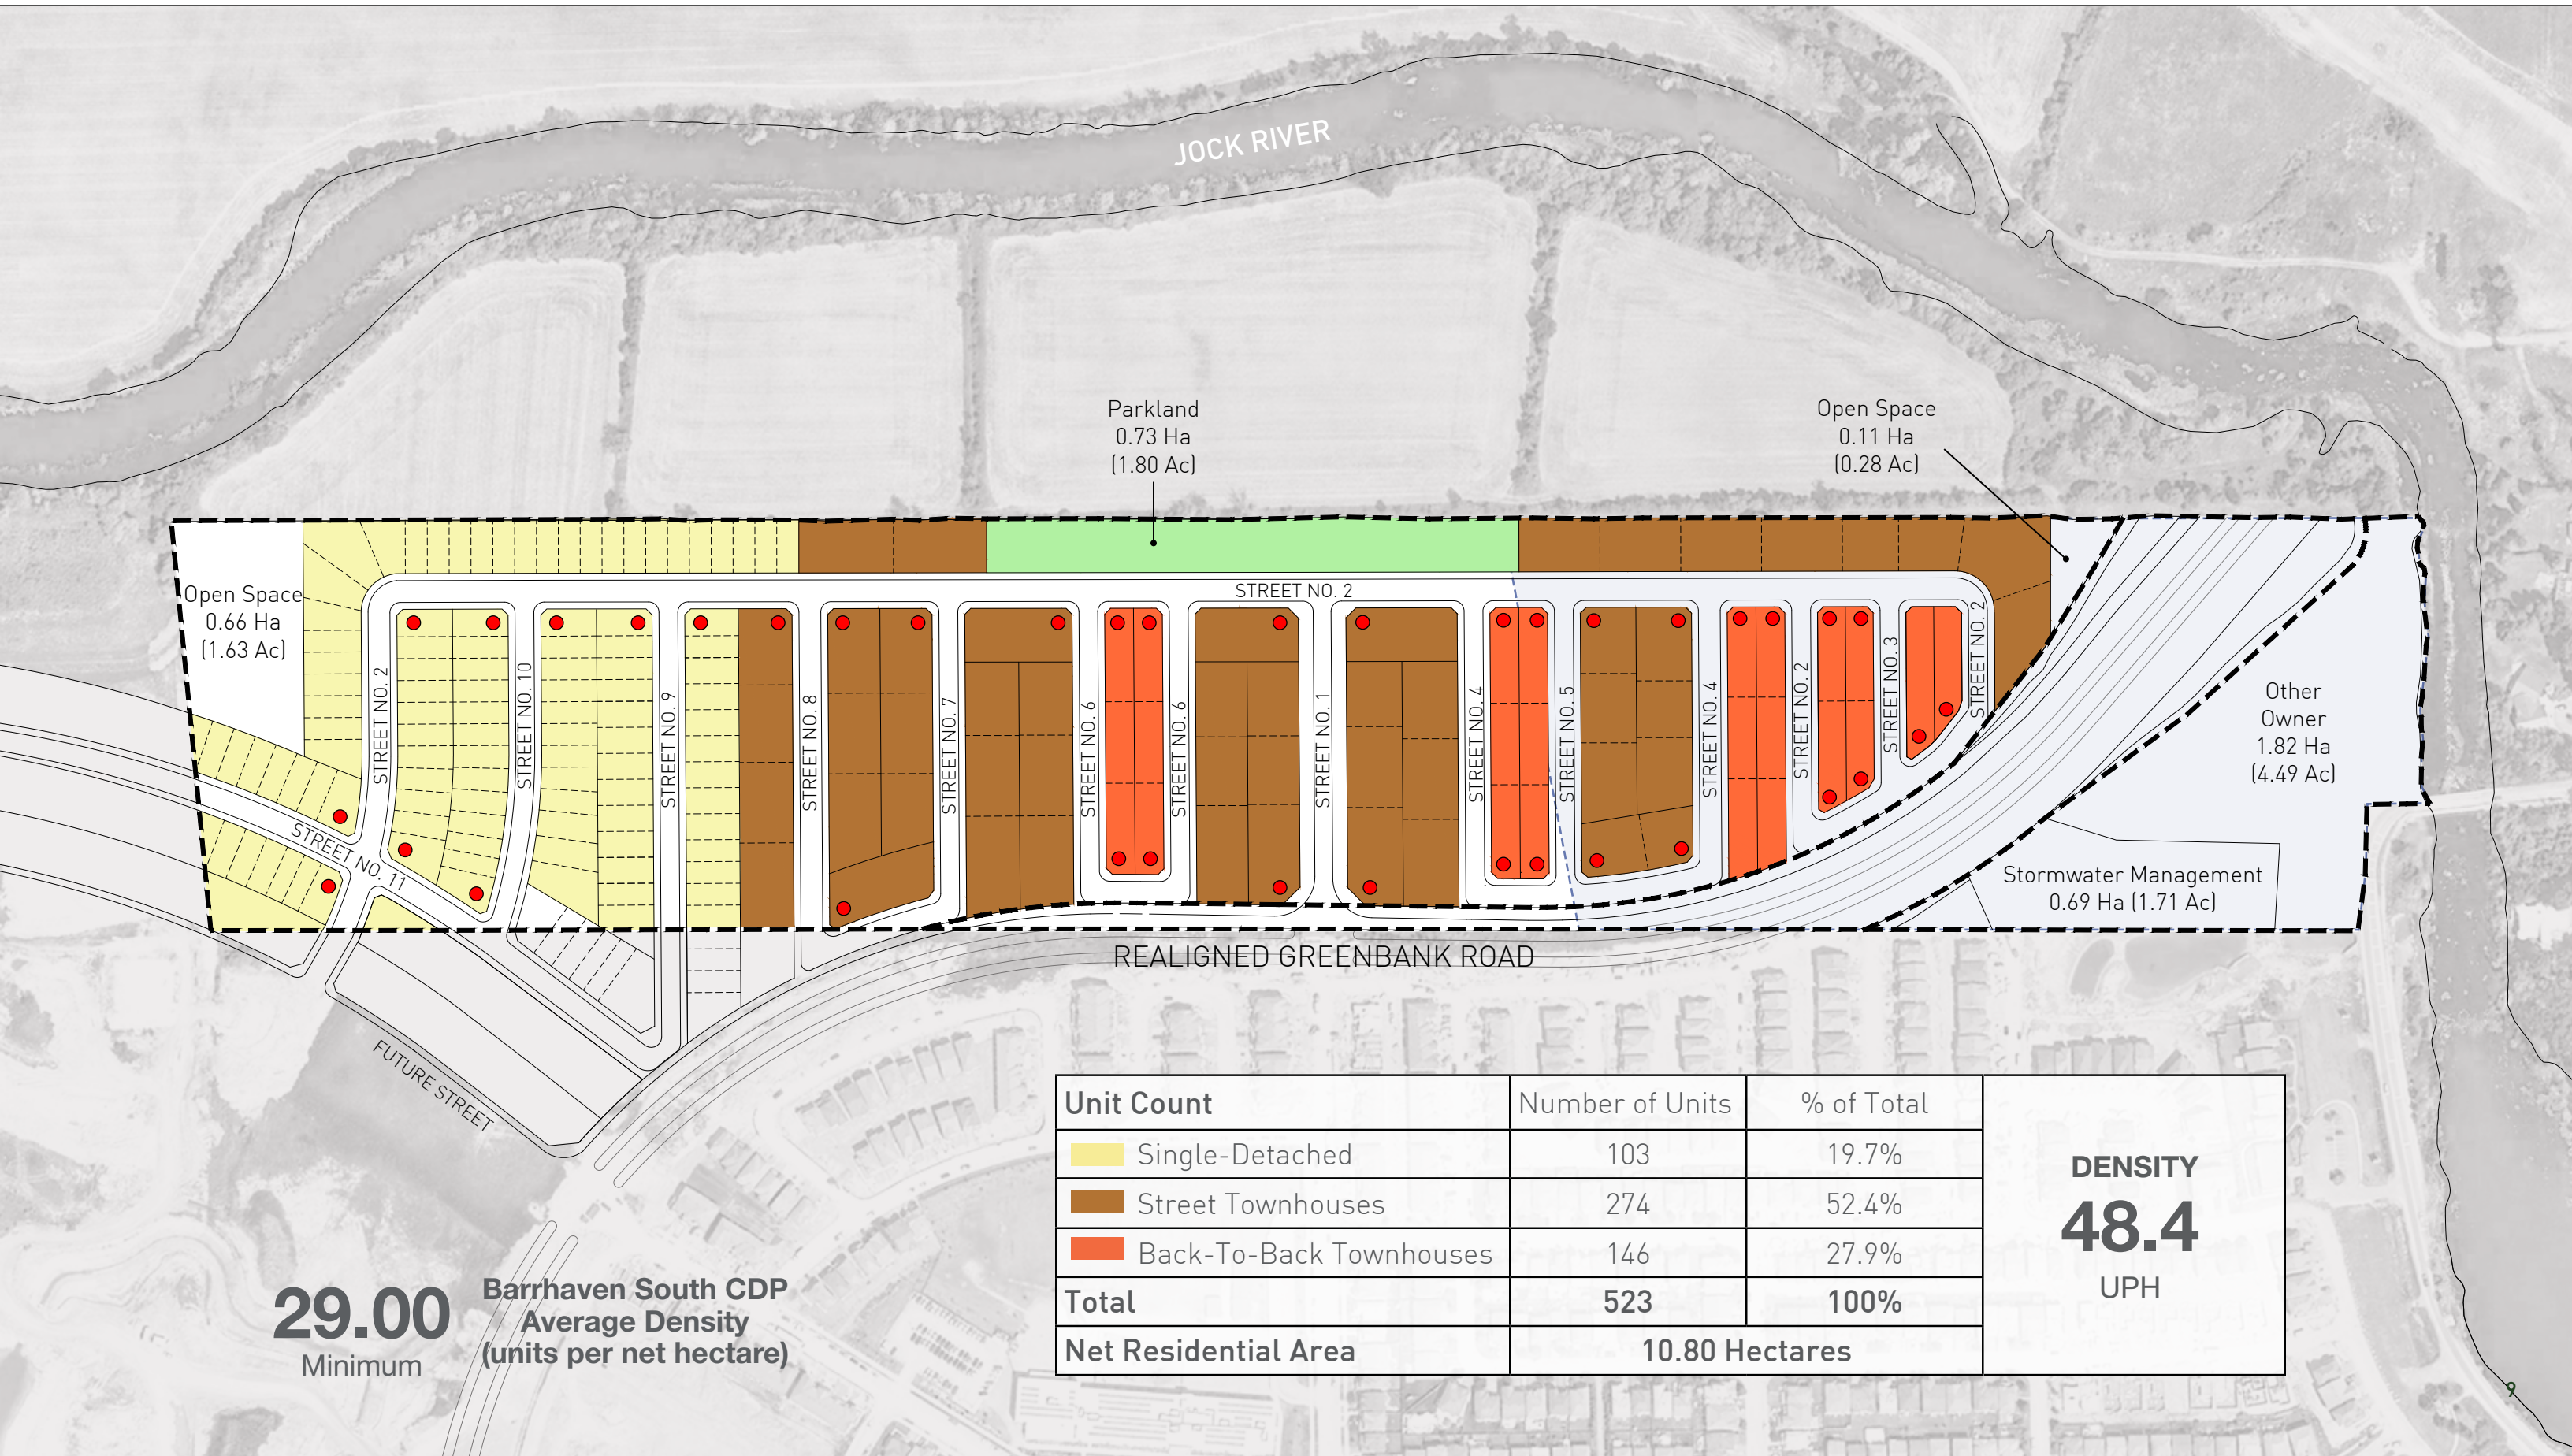 JOCK RIVER
Parkland
0.73 Ha
(1.80 Ac)
Open Space
0.11 Ha
(0.28 Ac)
Open Space
0.66 Ha
(1.63 Ac)
STREET NO. 2
STREET NO. 2
STREET NO. 10
STREET NO. 9
STREET NO. 8
STREET NO. 7
STREET NO. 6
STREET NO. 6
STREET NO. 1
STREET NO. 4
STREET NO. 5
STREET NO. 4
STREET NO. 2
STREET NO. 3
STREET NO. 2
STREET NO. 11
Other
Owner
1.82 Ha
(4.49 Ac)
Stormwater Management
0.69 Ha (1.71 Ac)
REALIGNED GREENBANK ROAD
FUTURE STREET
Unit Count Number of Units % of Total
Single-Detached 103 19.7%
Street Townhouses 274 52.4%
Back-To-Back Townhouses 146 27.9%
Total 523 100%
Net Residential Area 10.80 Hectares
DENSITY
48.4
UPH
29.00
Minimum
Barrhaven South CDP
Average Density
(units per net hectare)
9